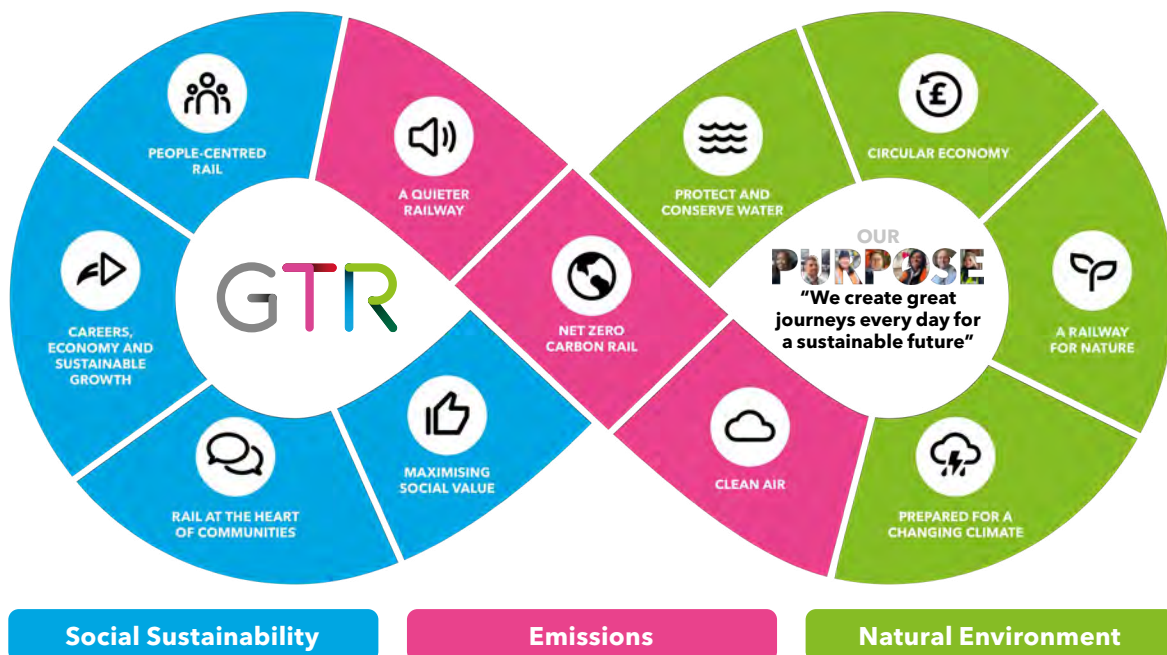 PEOPLE-CENTRED
RAIL
A QUIETER
RAILWAY
PROTECT AND
CONSERVE WATER
£
CIRCULAR ECONOMY
CAREERS,
ECONOMY AND
SUSTAINABLE
GROWTH
GTR
NET ZERO
CARBON RAIL
OUR
PURPOSE
"We create great
journeys every day for
a sustainable future"
A RAILWAY
FOR NATURE
RAIL AT THE HEART
OF COMMUNITIES
MAXIMISING
SOCIAL VALUE
CLEAN AIR
PREPARED FOR A
CHANGING CLIMATE
Social Sustainability
Emissions
Natural Environment